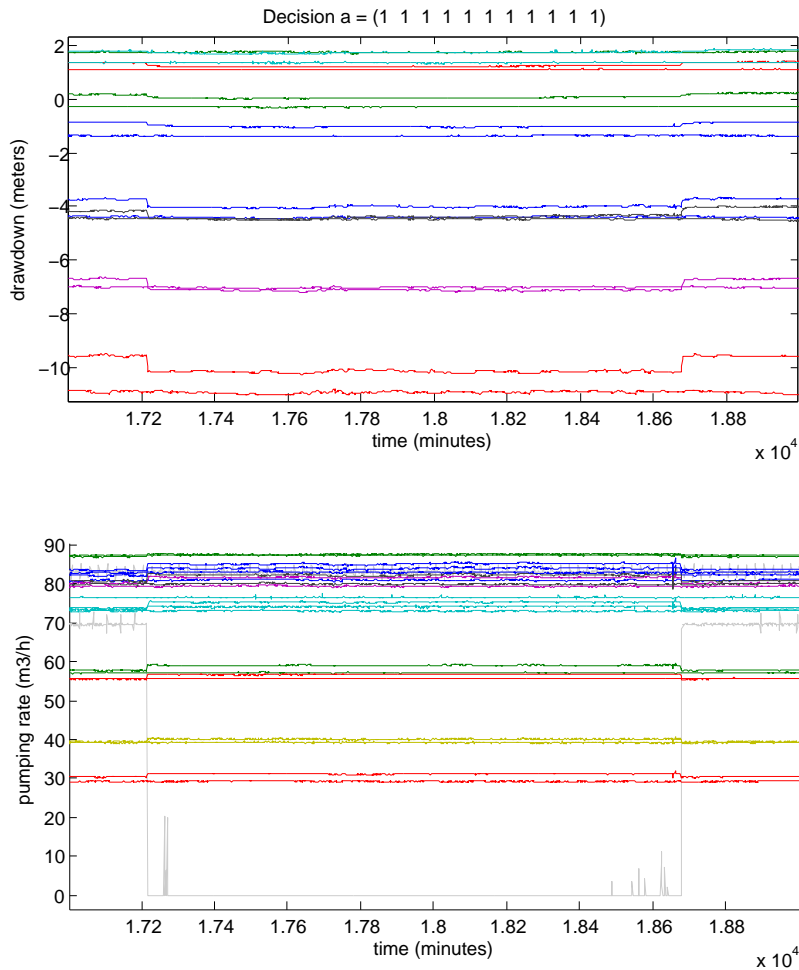 Decision a = (1 1 1 1 1 1 1 1 1 1 1)
2
0
−2
−4
−6
−8
−10
drawdown (meters)
1.72 1.74 1.76 1.78 1.8 1.82 1.84 1.86 1.88
time (minutes)
x 10^4
90
80
70
60
50
40
30
20
10
0
pumping rate (m3/h)
1.72 1.74 1.76 1.78 1.8 1.82 1.84 1.86 1.88
time (minutes)
x 10^4